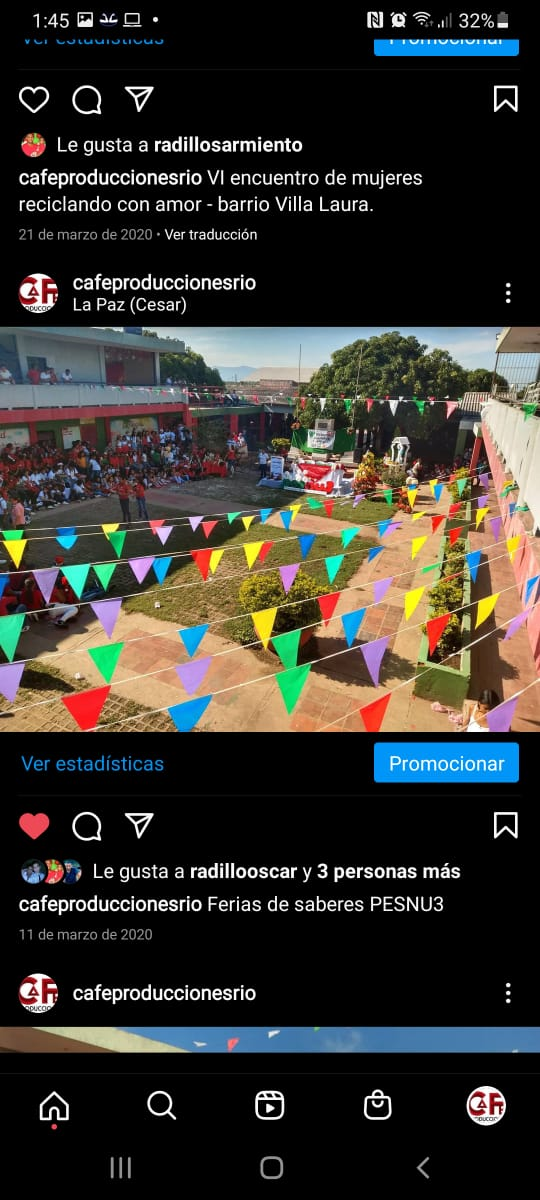 1:45
32%
Ver estadísticas
Promocionar
Le gusta a radillosarmiento
cafeproduccionesrio VI encuentro de mujeres
reciclando con amor - barrio Villa Laura.
21 de marzo de 2020 • Ver traducción
cafeproduccionesrio
La Paz (Cesar)
Ver estadísticas
Promocionar
Le gusta a radillooscar y 3 personas más
cafeproduccionesrio Ferias de saberes PESNU3
11 de marzo de 2020
cafeproduccionesrio